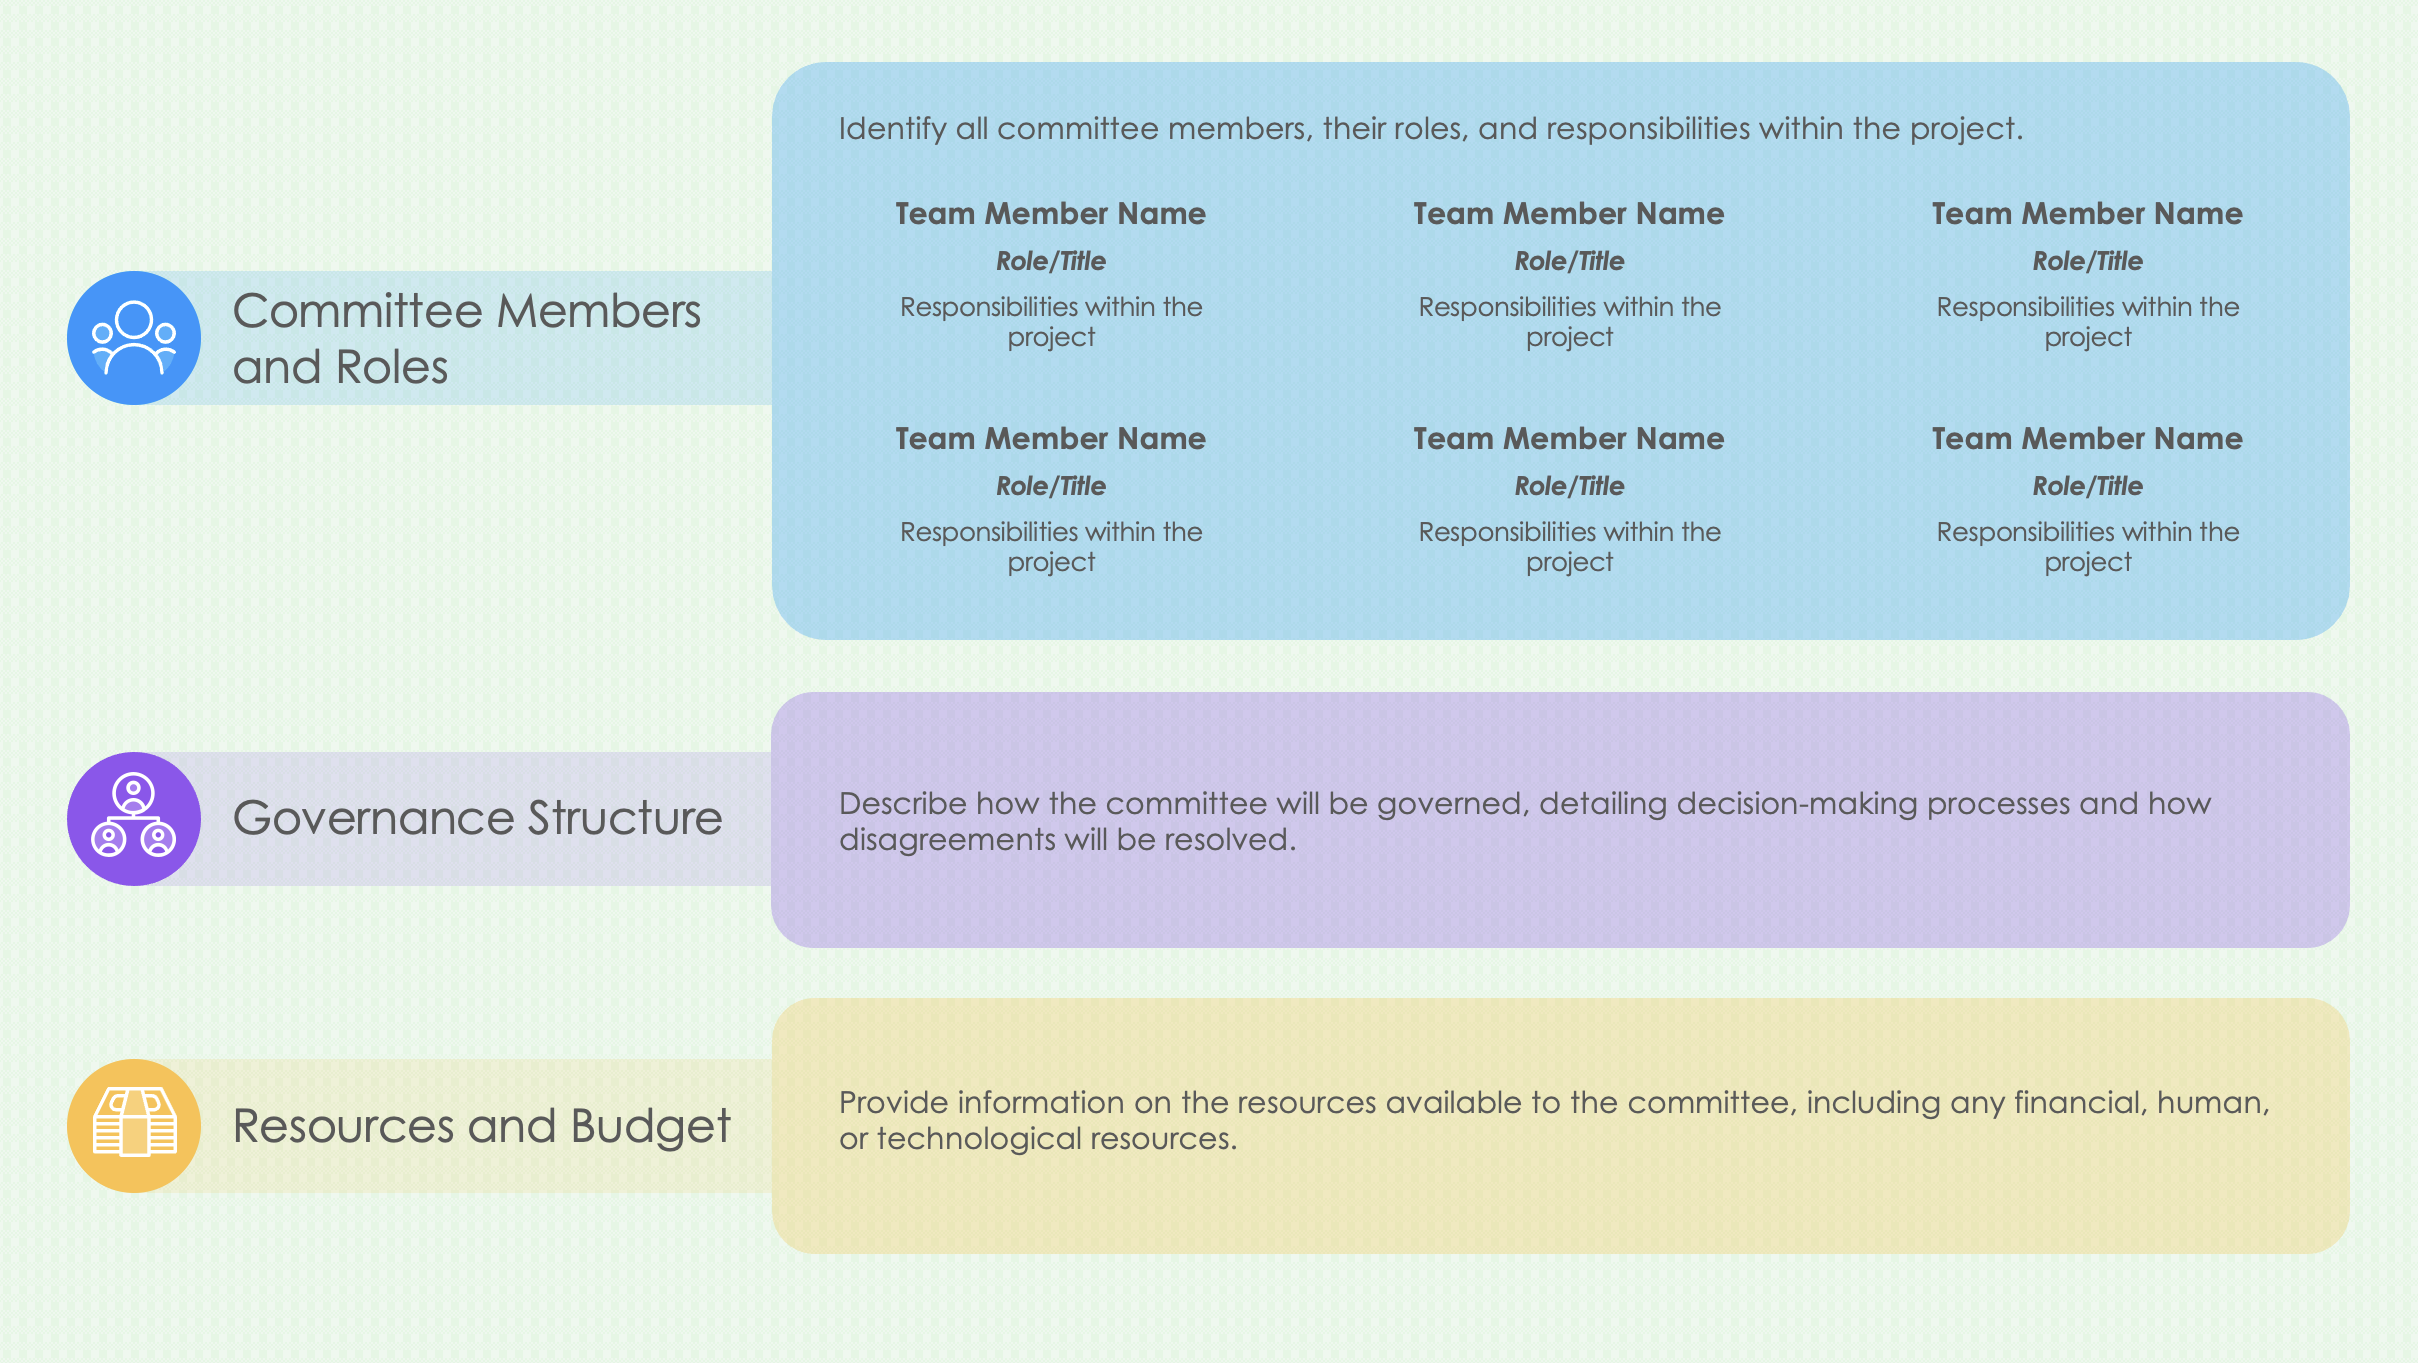 Identify all committee members, their roles, and responsibilities within the project.
Team Member Name
Role/Title
Responsibilities within the
project
Team Member Name
Role/Title
Responsibilities within the
project
Team Member Name
Role/Title
Responsibilities within the
project
Committee Members
and Roles
Team Member Name
Role/Title
Responsibilities within the
project
Team Member Name
Role/Title
Responsibilities within the
project
Team Member Name
Role/Title
Responsibilities within the
project
Governance Structure
Describe how the committee will be governed, detailing decision-making processes and how
disagreements will be resolved.
Resources and Budget
Provide information on the resources available to the committee, including any financial, human,
or technological resources.